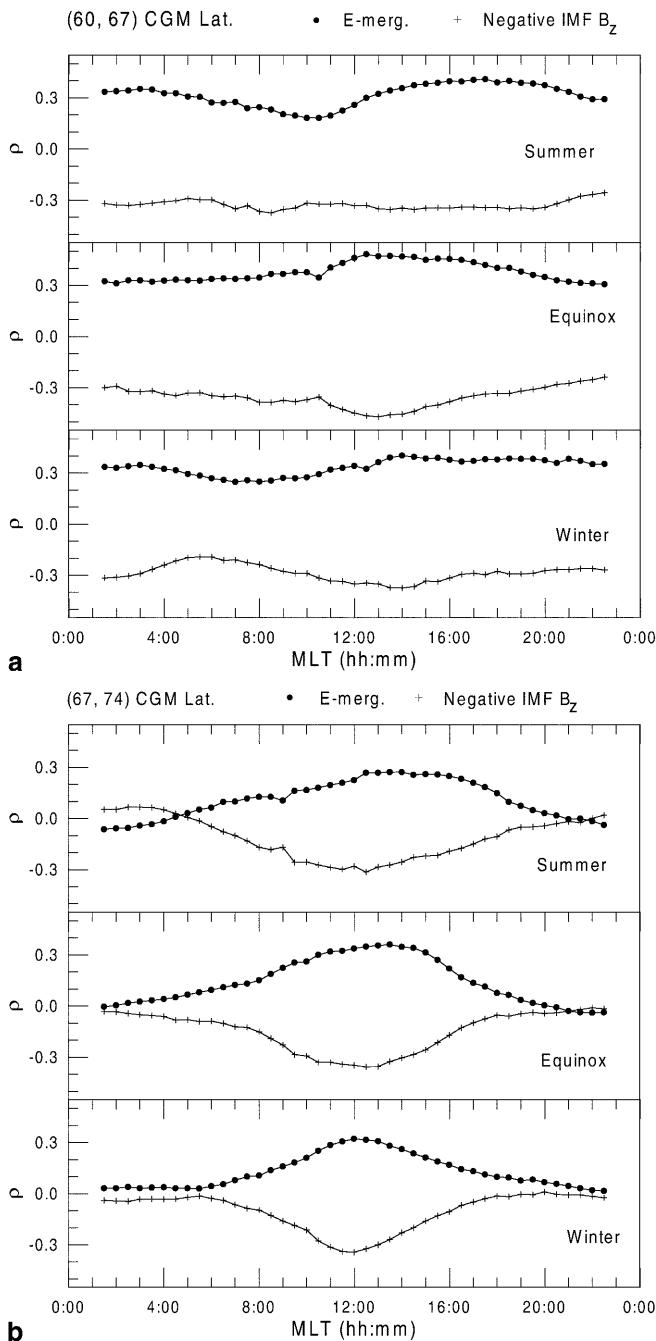 (60, 67) CGM Lat. • E-merg. + Negative IMF B_Z
0.3
ρ 0.0
-0.3
Summer
0.3
ρ 0.0
-0.3
Equinox
0.3
ρ 0.0
-0.3
Winter
0:00 4:00 8:00 12:00 16:00 20:00 0:00
MLT (hh:mm)
a
(67, 74) CGM Lat. • E-merg. + Negative IMF B_Z
0.3
ρ 0.0
-0.3
Summer
0.3
ρ 0.0
-0.3
Equinox
0.3
ρ 0.0
-0.3
Winter
0:00 4:00 8:00 12:00 16:00 20:00 0:00
MLT (hh:mm)
b